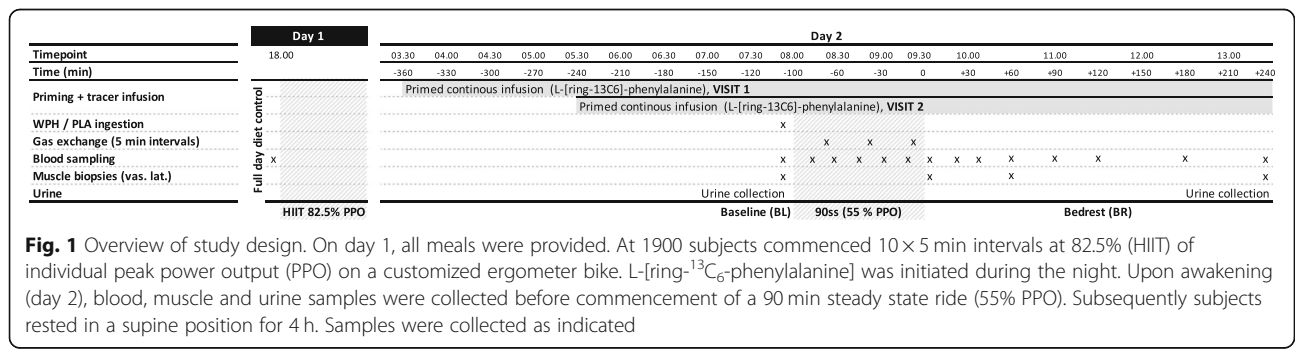 Day 1 Day 2
Timepoint 18.00 03.30 04.00 04.30 05.00 05.30 06.00 06.30 07.00 07.30 08.00 08.30 09.00 09.30 10.00 11.00 12.00 13.00
Time (min) -360 -330 -300 -270 -240 -210 -180 -150 -120 -100 -60 -30 0 +30 +60 +90 +120 +150 +180 +210 +240
Priming + tracer infusion Primed continous infusion (L-[ring-13C6]-phenylalanine), VISIT 1
Primed continous infusion (L-[ring-13C6]-phenylalanine), VISIT 2
Full day diet control
WPH / PLA ingestion x
Gas exchange (5 min intervals) x x x
Blood sampling x x x x x x x x x x x x x x x
Muscle biopsies (vas. lat.) x x x x
Urine Urine collection Urine collection
HIIT 82.5% PPO Baseline (BL) 90ss (55 % PPO) Bedrest (BR)
Fig. 1 Overview of study design. On day 1, all meals were provided. At 1900 subjects commenced 10 × 5 min intervals at 82.5% (HIIT) of
individual peak power output (PPO) on a customized ergometer bike. L-[ring-¹³C₆-phenylalanine] was initiated during the night. Upon awakening
(day 2), blood, muscle and urine samples were collected before commencement of a 90 min steady state ride (55% PPO). Subsequently subjects
rested in a supine position for 4 h. Samples were collected as indicated